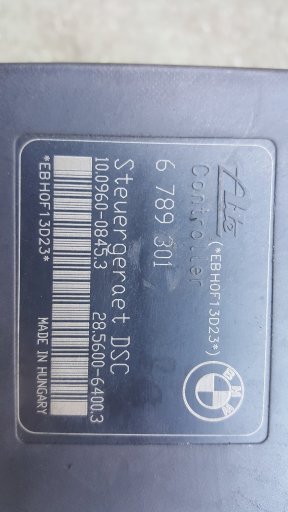 Ate
Controller
(*EBH0F13D23*)
6 789 301
Steuergeraet DSC
10.0960-0845.3
28.5600-6400.3
*EBH0F13D23*
MADE IN HUNGARY
BMW